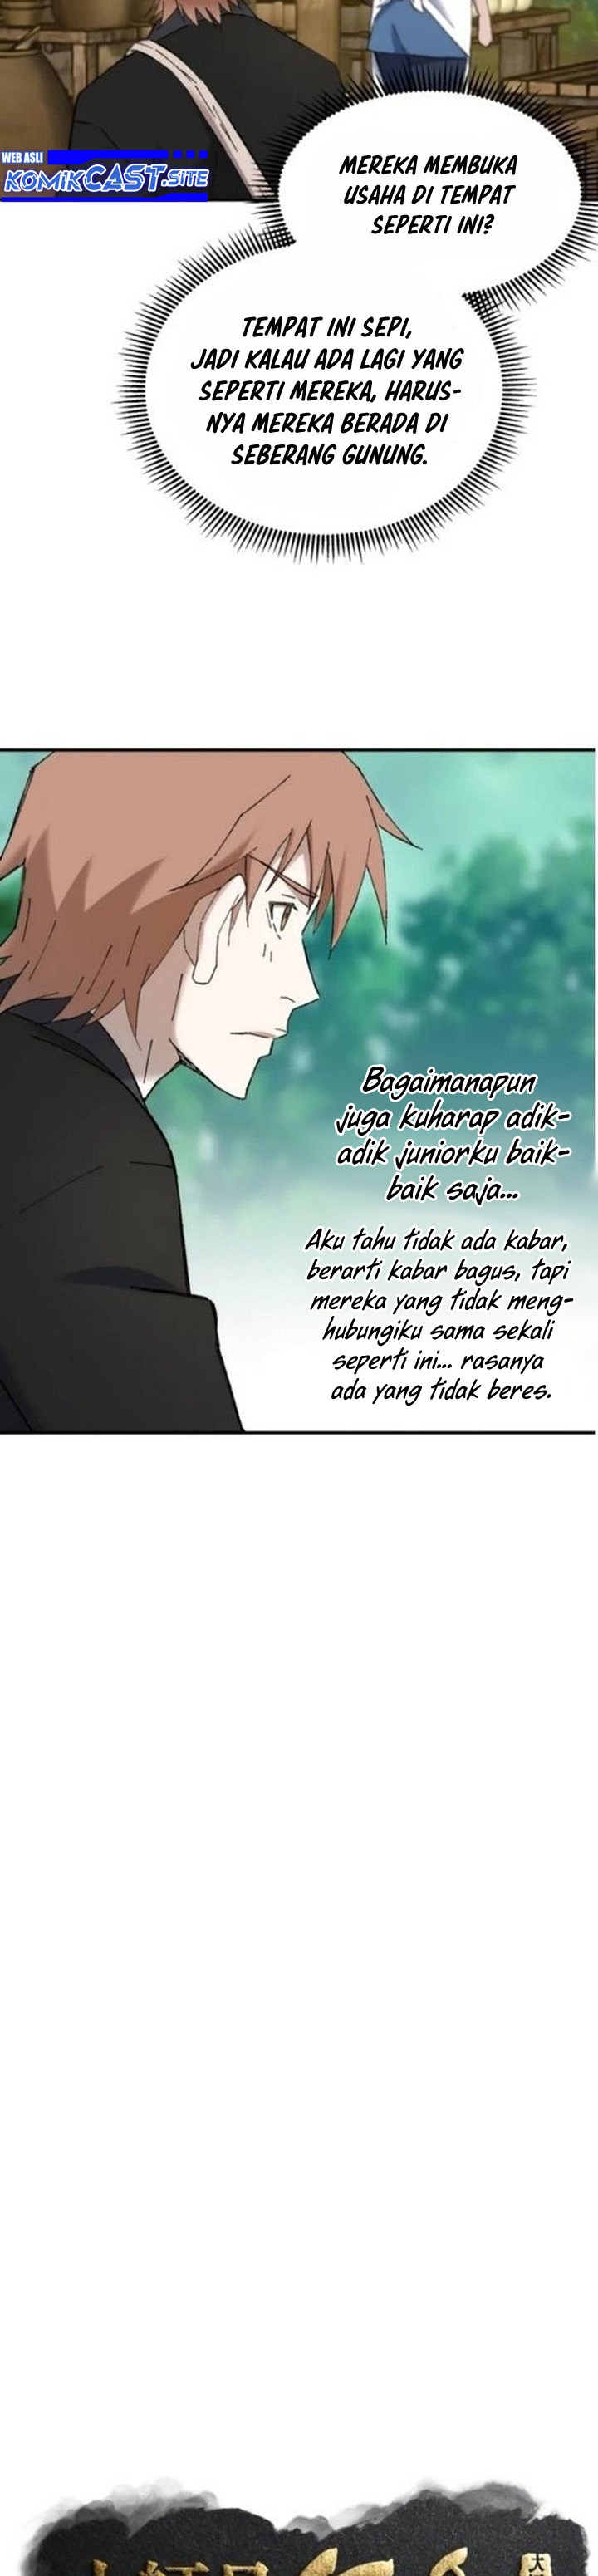 MEREKA MEMBUKA
USAHA DI TEMPAT
SEPERTI INI?
WEB ASLI
KOMIKCAST.SITE
TEMPAT INI SEPI,
JADI KALAU ADA LAGI YANG
SEPERTI MEREKA, HARUS-
NYA MEREKA BERADA DI
SEBERANG GUNUNG.
Bagaimanapun
juga kuharap adik-
adik juniorku baik-
baik saja...
Aku tahu tidak ada kabar,
berarti kabar bagus, tapi
mereka yang tidak meng-
hubungiku sama sekali
seperti ini... rasanya
ada yang tidak beres.